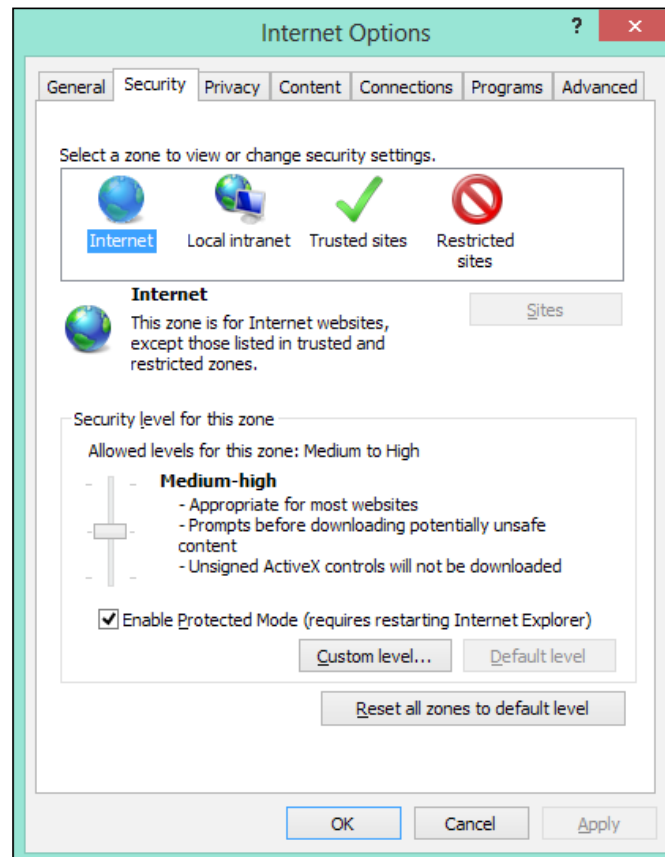 Internet Options
?
General Security Privacy Content Connections Programs Advanced
Select a zone to view or change security settings.
Internet Local intranet Trusted sites Restricted
sites
Internet
This zone is for Internet websites,
except those listed in trusted and
restricted zones.
Sites
Security level for this zone
Allowed levels for this zone: Medium to High
Medium-high
- Appropriate for most websites
- Prompts before downloading potentially unsafe
content
- Unsigned ActiveX controls will not be downloaded
Enable Protected Mode (requires restarting Internet Explorer)
Custom level... Default level
Reset all zones to default level
OK Cancel Apply